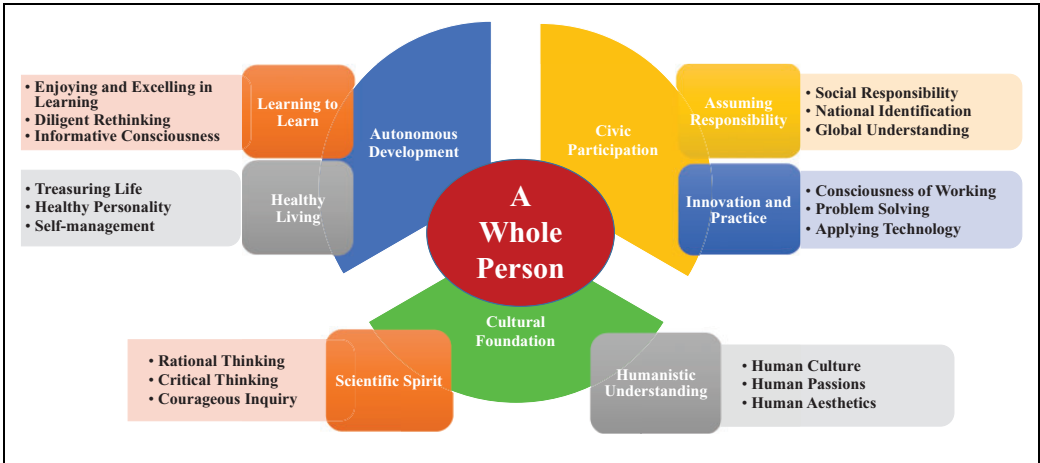 • Enjoying and Excelling in
Learning
• Diligent Rethinking
• Informative Consciousness
Learning to
Learn
Autonomous
Development
• Treasuring Life
• Healthy Personality
• Self-management
Healthy
Living
A
Whole
Person
Civic
Participation
Assuming
Responsibility
• Social Responsibility
• National Identification
• Global Understanding
Innovation and
Practice
• Consciousness of Working
• Problem Solving
• Applying Technology
Cultural
Foundation
• Rational Thinking
• Critical Thinking
• Courageous Inquiry
Scientific Spirit
Humanistic
Understanding
• Human Culture
• Human Passions
• Human Aesthetics